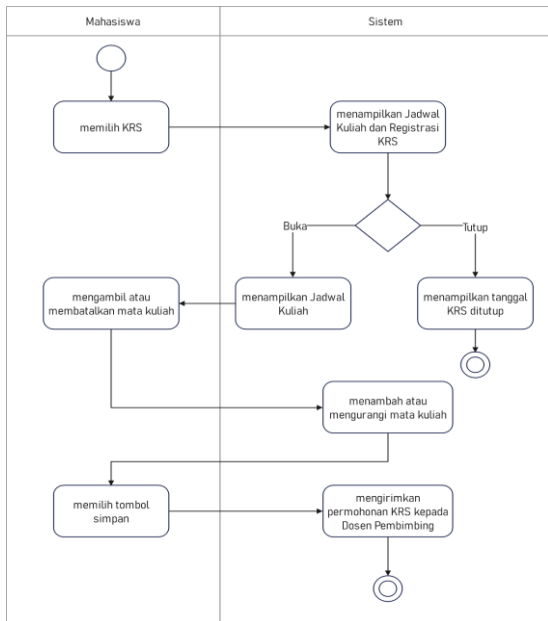 Mahasiswa
Sistem
memilih KRS
menampilkan Jadwal
Kuliah dan Registrasi
KRS
Buka
Tutup
mengambil atau
membatalkan mata kuliah
menampilkan Jadwal
Kuliah
menampilkan tanggal
KRS ditutup
menambah atau
mengurangi mata kuliah
memilih tombol
simpan
mengirimkan
permohonan KRS kepada
Dosen Pembimbing